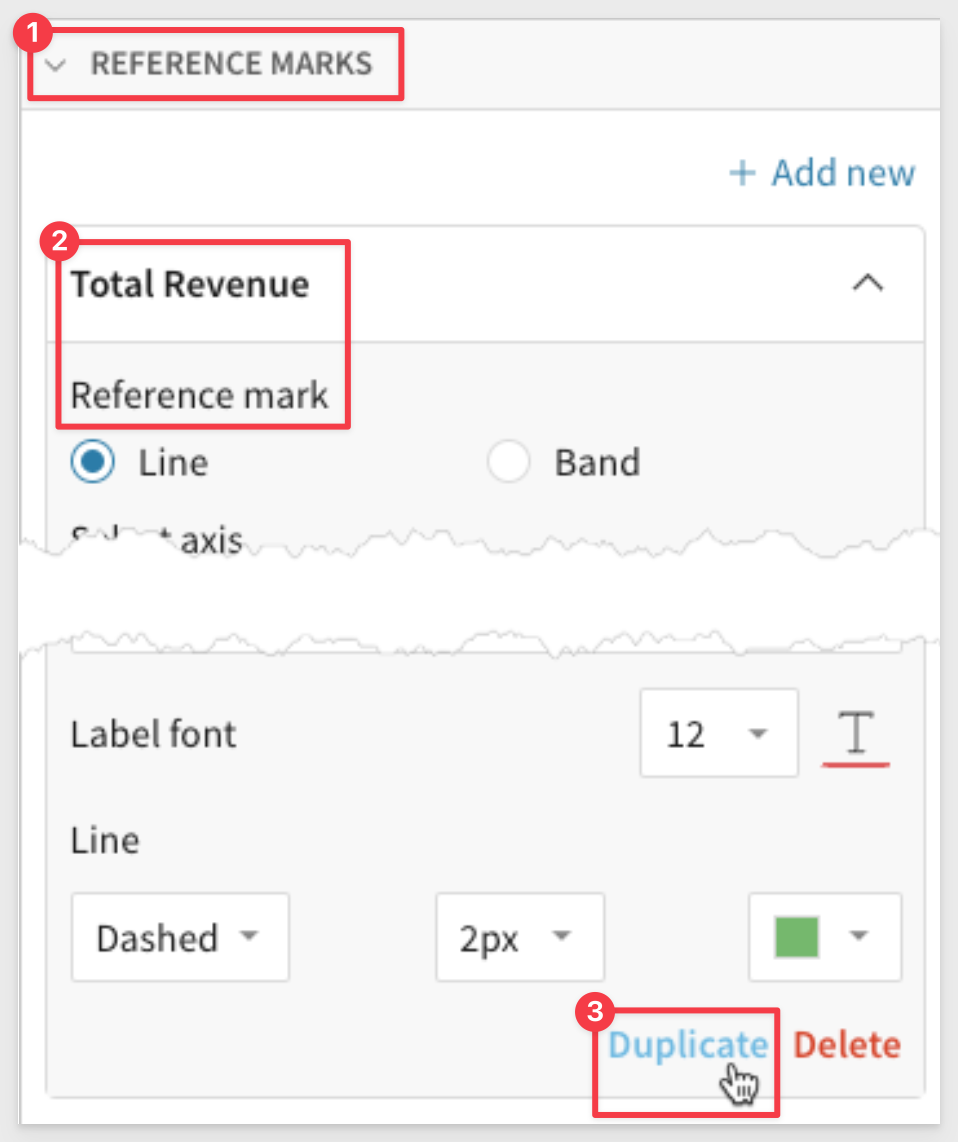 1
REFERENCE MARKS
+ Add new
2
Total Revenue
Reference mark
Line Band
axis
Label font 12 T
Line
Dashed 2px
3
Duplicate Delete